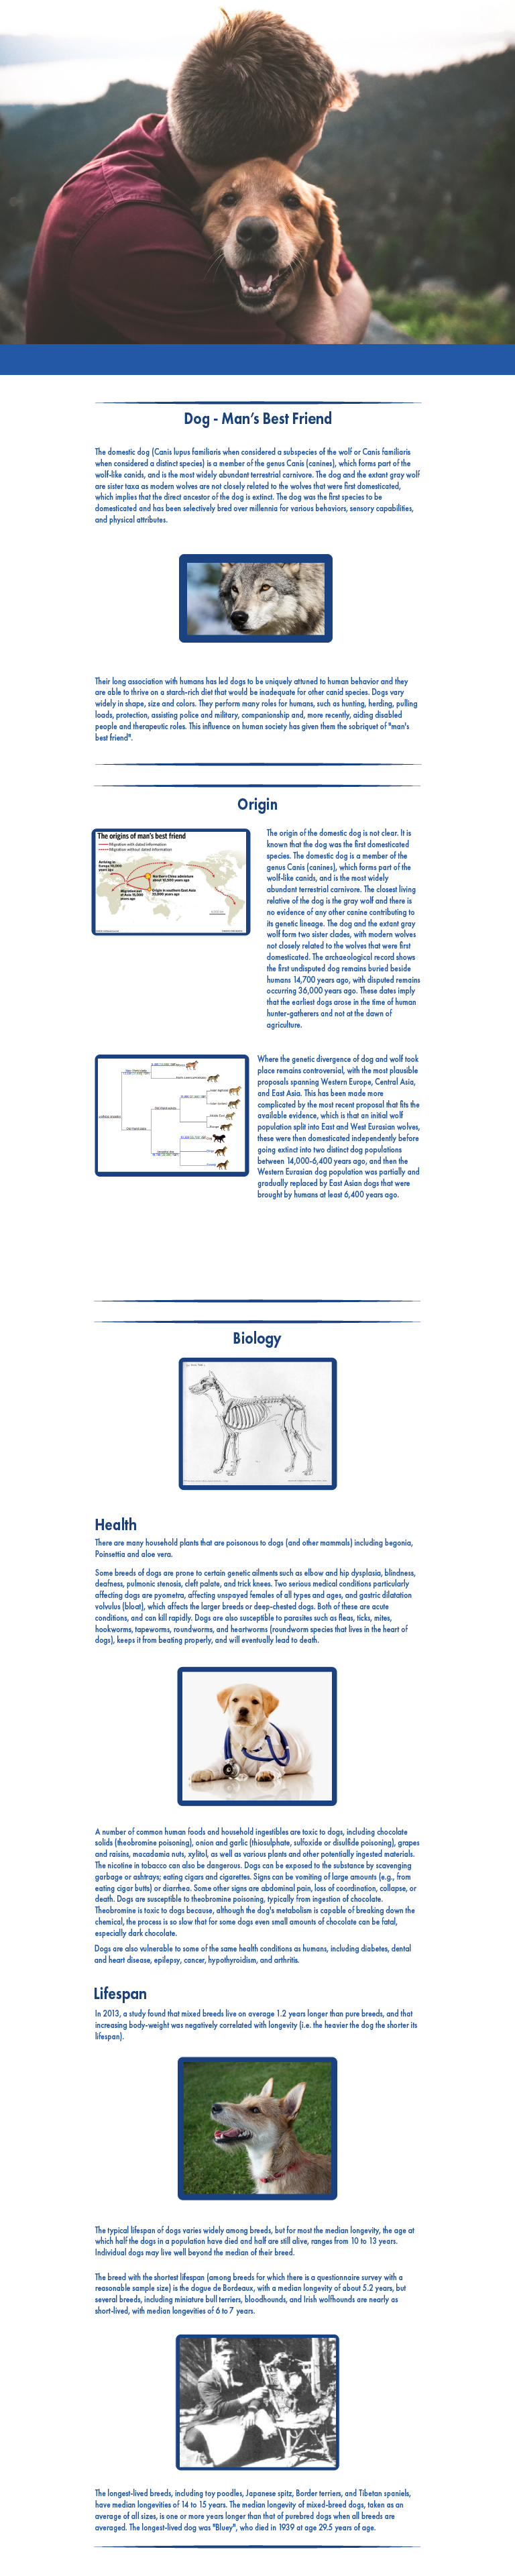 Dog - Man's Best Friend
The domestic dog (Canis lupus familiaris when considered a subspecies of the wolf or Canis familiaris
when considered a distinct species) is a member of the genus Canis (canines), which forms part of the
wolf-like canids, and is the most widely abundant terrestrial carnivore. The dog and the extant gray wolf
are sister taxa as modern wolves are not closely related to the wolves that were first domesticated,
which implies that the direct ancestor of the dog is extinct. The dog was the first species to be
domesticated and has been selectively bred over millennia for various behaviors, sensory capabilities,
and physical attributes.
Their long association with humans has led dogs to be uniquely attuned to human behavior and they
are able to thrive on a starch-rich diet that would be inadequate for other canid species. Dogs vary
widely in shape, size and colors. They perform many roles for humans, such as hunting, herding, pulling
loads, protection, assisting police and military, companionship and, more recently, aiding disabled
people and therapeutic roles. This influence on human society has given them the sobriquet of "man's
best friend".
Origin
The origins of man's best friend
Migration with dated information
Migration without dated information
The origin of the domestic dog is not clear. It is
known that the dog was the first domesticated
species. The domestic dog is a member of the
genus Canis (canines), which forms part of the
wolf-like canids, and is the most widely
abundant terrestrial carnivore. The closest living
relative of the dog is the gray wolf and there is
no evidence of any other canine contributing to
its genetic lineage. The dog and the extant gray
wolf form two sister clades, with modern wolves
not closely related to the wolves that were first
domesticated. The archaeological record shows
the first undisputed dog remains buried beside
humans 14,700 years ago, with disputed remains
occurring 36,000 years ago. These dates imply
that the earliest dogs arose in the time of human
hunter-gatherers and not at the dawn of
agriculture.
Where the genetic divergence of dog and wolf took
place remains controversial, with the most plausible
proposals spanning Western Europe, Central Asia,
and East Asia. This has been made more
complicated by the most recent proposal that fits the
available evidence, which is that an initial wolf
population split into East and West Eurasian wolves,
these were then domesticated independently before
going extinct into two distinct dog populations
between 14,000-6,400 years ago, and then the
Western Eurasian dog population was partially and
gradually replaced by East Asian dogs that were
brought by humans at least 6,400 years ago.
Biology
Health
There are many household plants that are poisonous to dogs (and other mammals) including begonia,
Poinsettia and aloe vera.
Some breeds of dogs are prone to certain genetic ailments such as elbow and hip dysplasia, blindness,
deafness, pulmonic stenosis, cleft palate, and trick knees. Two serious medical conditions particularly
affecting dogs are pyometra, affecting unspayed females of all types and ages, and gastric dilatation
volvulus (bloat), which affects the larger breeds or deep-chested dogs. Both of these are acute
conditions, and can kill rapidly. Dogs are also susceptible to parasites such as fleas, ticks, mites,
hookworms, tapeworms, roundworms, and heartworms (roundworm species that lives in the heart of
dogs), keeps it from beating properly, and will eventually lead to death.
A number of common human foods and household ingestibles are toxic to dogs, including chocolate
solids (theobromine poisoning), onion and garlic (thiosulphate, sulfoxide or disulfide poisoning), grapes
and raisins, macadamia nuts, xylitol, as well as various plants and other potentially ingested materials.
The nicotine in tobacco can also be dangerous. Dogs can be exposed to the substance by scavenging
garbage or ashtrays; eating cigars and cigarettes. Signs can be vomiting of large amounts (e.g., from
eating cigar butts) or diarrhea. Some other signs are abdominal pain, loss of coordination, collapse, or
death. Dogs are susceptible to theobromine poisoning, typically from ingestion of chocolate.
Theobromine is toxic to dogs because, although the dog's metabolism is capable of breaking down the
chemical, the process is so slow that for some dogs even small amounts of chocolate can be fatal,
especially dark chocolate.
Dogs are also vulnerable to some of the same health conditions as humans, including diabetes, dental
and heart disease, epilepsy, cancer, hypothyroidism, and arthritis.
Lifespan
In 2013, a study found that mixed breeds live on average 1.2 years longer than pure breeds, and that
increasing body-weight was negatively correlated with longevity (i.e. the heavier the dog the shorter its
lifespan).
The typical lifespan of dogs varies widely among breeds, but for most the median longevity, the age at
which half the dogs in a population have died and half are still alive, ranges from 10 to 13 years.
Individual dogs may live well beyond the median of their breed.
The breed with the shortest lifespan (among breeds for which there is a questionnaire survey with a
reasonable sample size) is the dogue de Bordeaux, with a median longevity of about 5.2 years, but
several breeds, including miniature bull terriers, bloodhounds, and Irish wolfhounds are nearly as
short-lived, with median longevities of 6 to 7 years.
The longest-lived breeds, including toy poodles, Japanese spitz, Border terriers, and Tibetan spaniels,
have median longevities of 14 to 15 years. The median longevity of mixed-breed dogs, taken as an
average of all sizes, is one or more years longer than that of purebred dogs when all breeds are
averaged. The longest-lived dog was "Bluey", who died in 1939 at age 29.5 years of age.